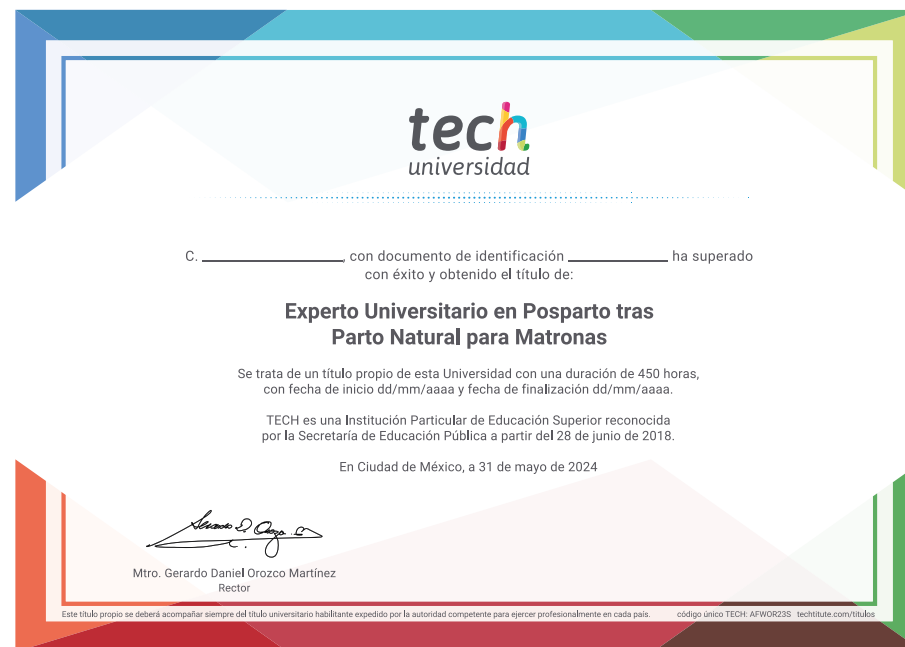 tech
universidad
C. ____________________, con documento de identificación ______________ ha superado
con éxito y obtenido el título de:
Experto Universitario en Posparto tras
Parto Natural para Matronas
Se trata de un título propio de esta Universidad con una duración de 450 horas,
con fecha de inicio dd/mm/aaaa y fecha de finalización dd/mm/aaaa.
TECH es una Institución Particular de Educación Superior reconocida
por la Secretaría de Educación Pública a partir del 28 de junio de 2018.
En Ciudad de México, a 31 de mayo de 2024
Mtro. Gerardo Daniel Orozco Martínez
Rector
Este título propio se deberá acompañar siempre del título universitario habilitante expedido por la autoridad competente para ejercer profesionalmente en cada país. código único TECH: AFWOR23S techtitute.com/titulos